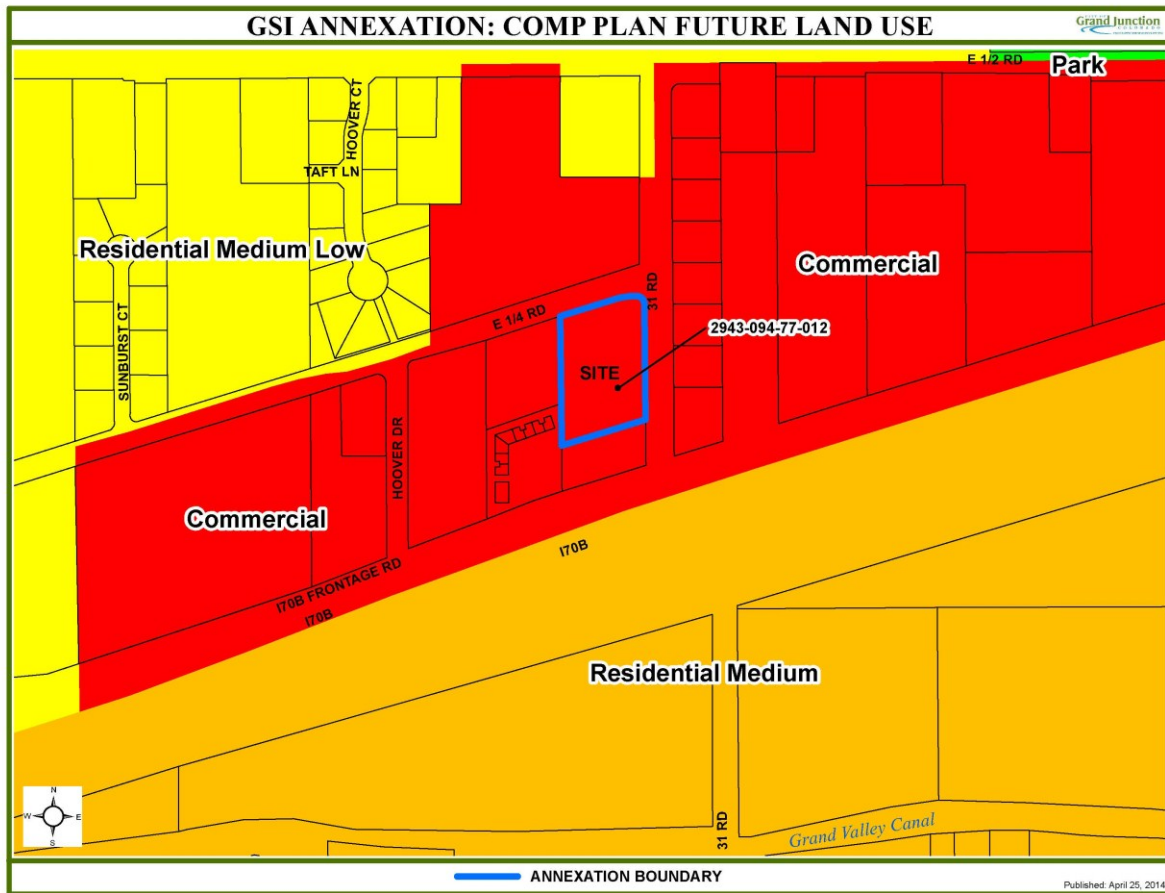 GSI ANNEXATION: COMP PLAN FUTURE LAND USE
Grand Junction
E 1/2 RD
Park
HOOVER CT
TAFT LN
Residential Medium Low
Commercial
31 RD
E 1/4 RD
2943-094-77-012
SUNBURST CT
SITE
HOOVER DR
Commercial
I70B
I70B FRONTAGE RD
I70B
Residential Medium
N
W
E
S
31 RD
Grand Valley Canal
ANNEXATION BOUNDARY
Published: April 25, 2014